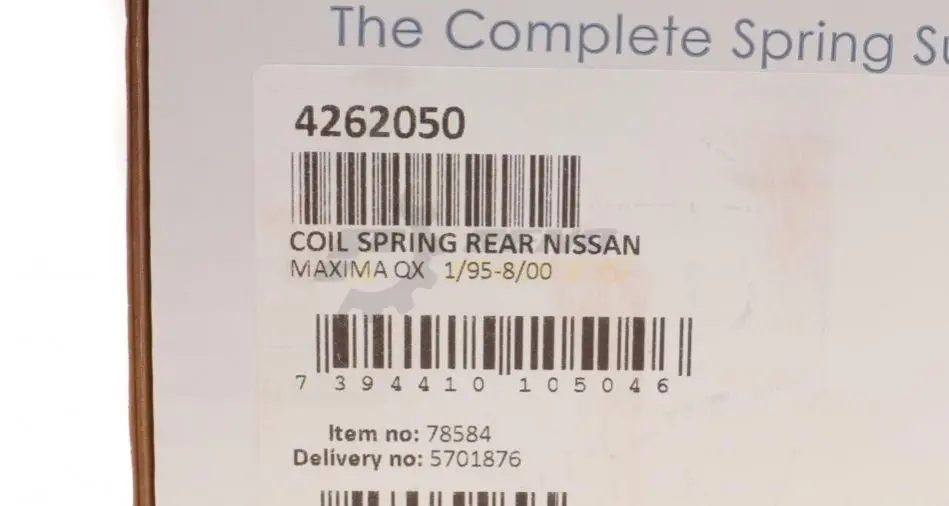 The Complete Spring Su
4262050
COIL SPRING REAR NISSAN
MAXIMA QX 1/95-8/00
7 394410 105046
Item no: 78584
Delivery no: 5701876